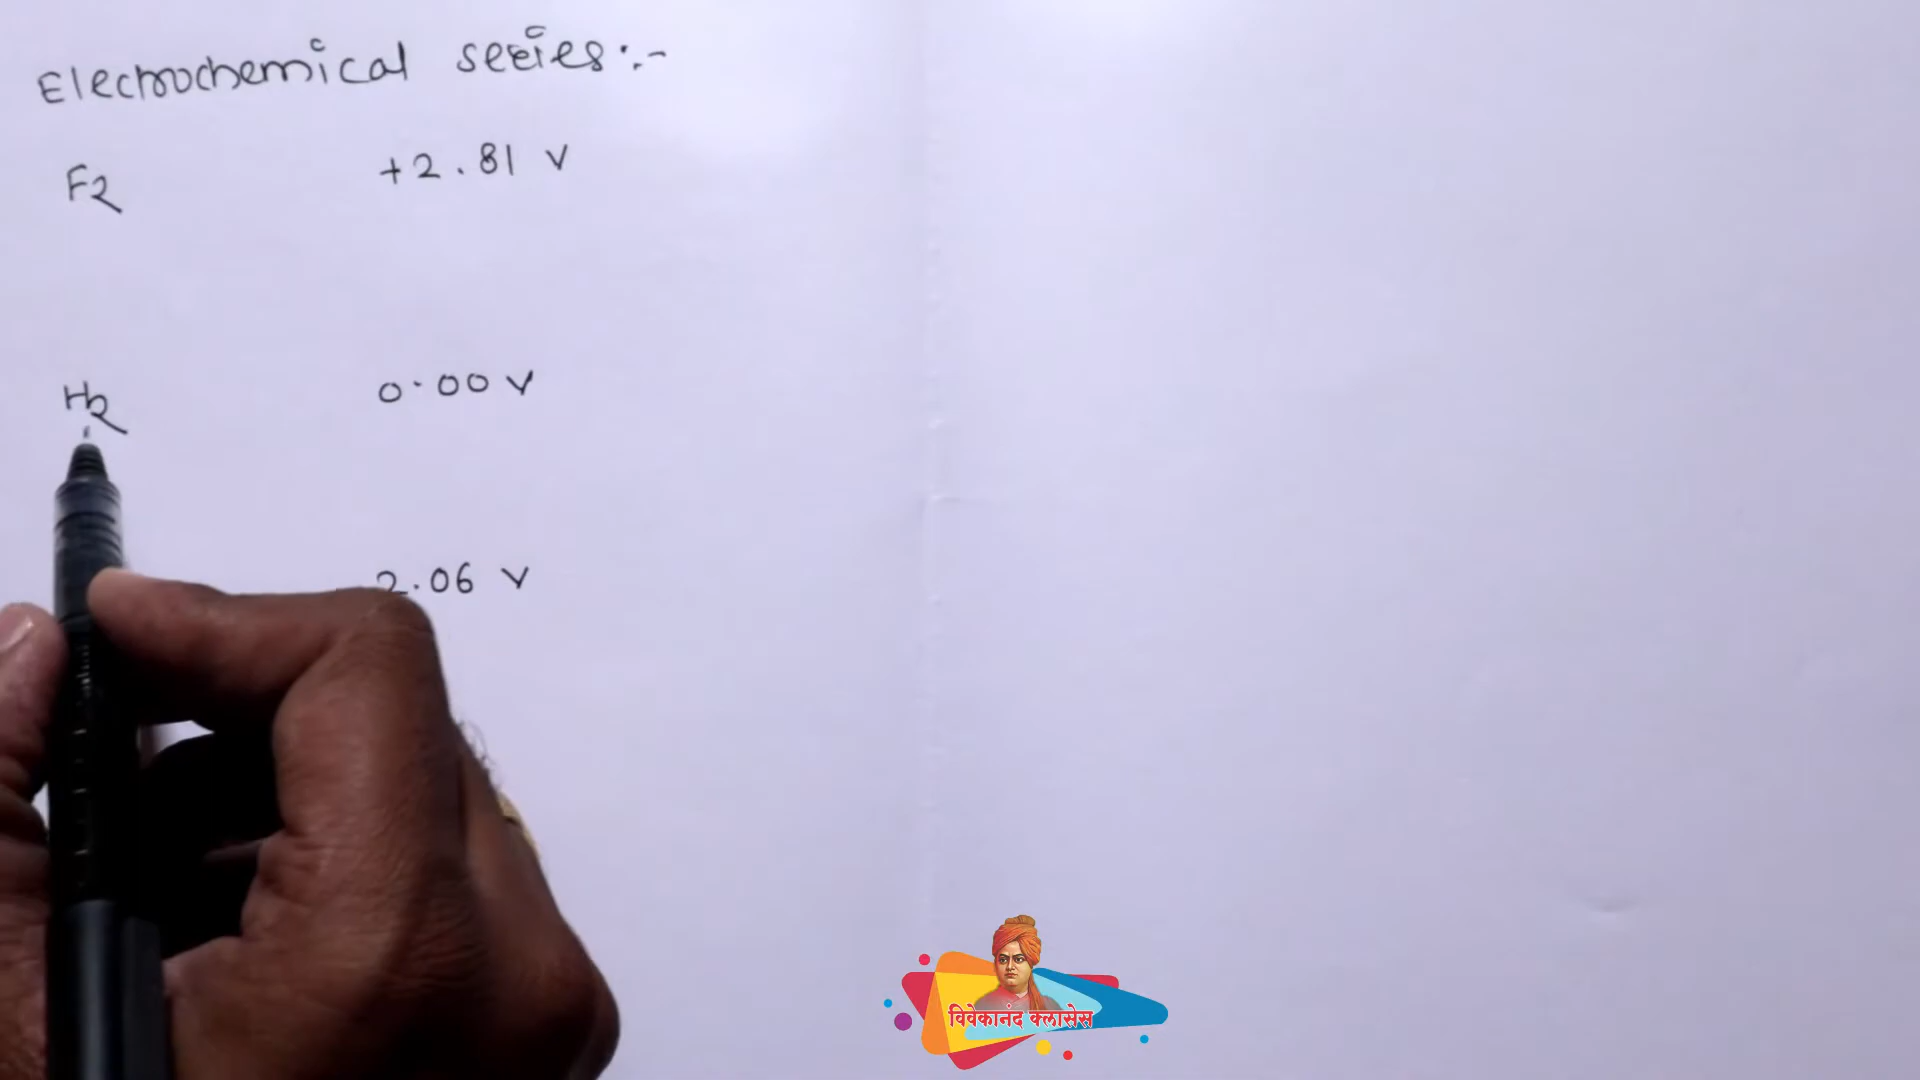 Electrochemical series:-
F2 +2.81 V
H2 0.00 V
2.06 V
विवेकानंद क्लासेस